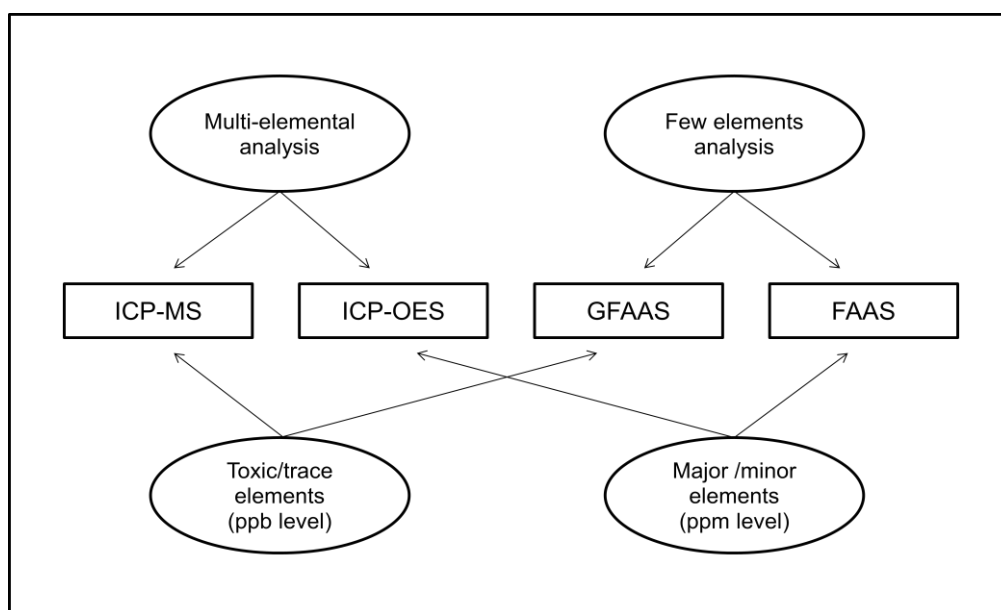 Multi-elemental
analysis
Few elements
analysis
ICP-MS
ICP-OES
GFAAS
FAAS
Toxic/trace
elements
(ppb level)
Major /minor
elements
(ppm level)